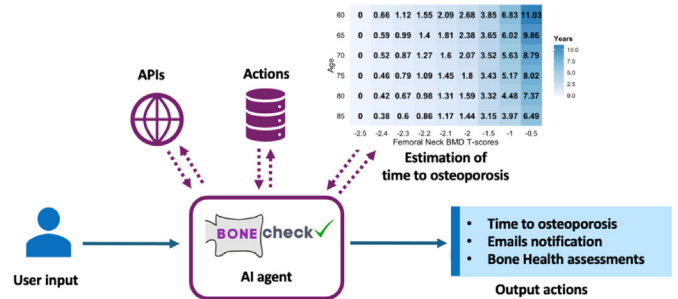 60 0 0.66 1.12 1.55 2.09 2.68 3.85 6.83 11.03
65 0 0.59 0.99 1.4 1.81 2.38 3.65 6.02 9.86
70 0 0.52 0.87 1.27 1.6 2.07 3.52 5.63 8.79
75 0 0.46 0.79 1.09 1.45 1.8 3.43 5.17 8.02
80 0 0.42 0.67 0.98 1.31 1.59 3.32 4.48 7.37
85 0 0.38 0.6 0.86 1.17 1.44 3.15 3.97 6.49
-2.5 -2.4 -2.3 -2.2 -2.1 -2 -1.5 -1 -0.5
Age
Femoral Neck BMD T-scores
Years
10.0
7.5
5.0
2.5
0.0
APIs
Actions
Estimation of
time to osteoporosis
BONE check
AI agent
User input
• Time to osteoporosis
• Emails notification
• Bone Health assessments
Output actions